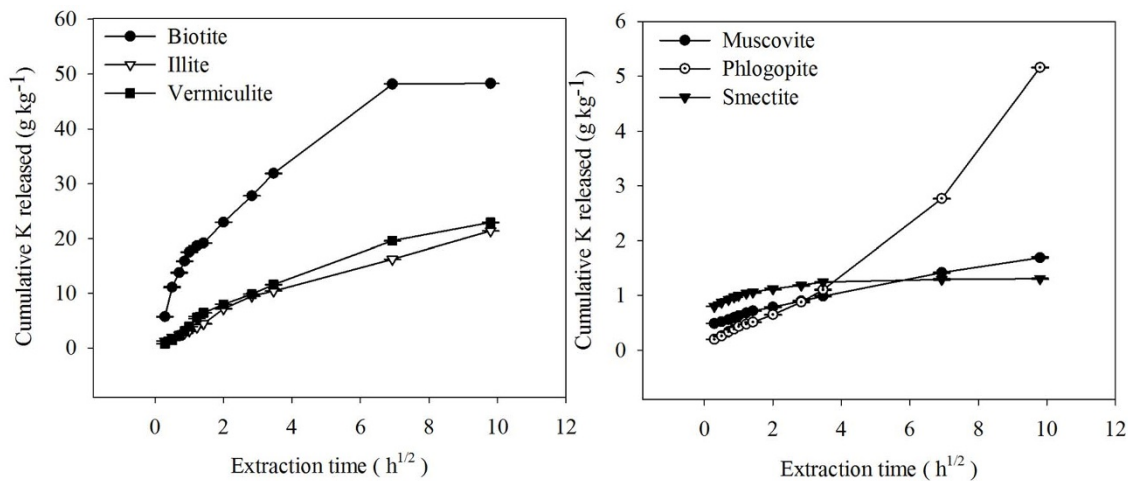 60
50
40
30
20
10
0
Cumulative K released (g kg⁻¹)
Biotite
Illite
Vermiculite
0 2 4 6 8 10 12
Extraction time ( h^1/2)
6
5
4
3
2
1
0
Cumulative K released (g kg⁻¹)
Muscovite
Phlogopite
Smectite
0 2 4 6 8 10 12
Extraction time ( h^1/2)